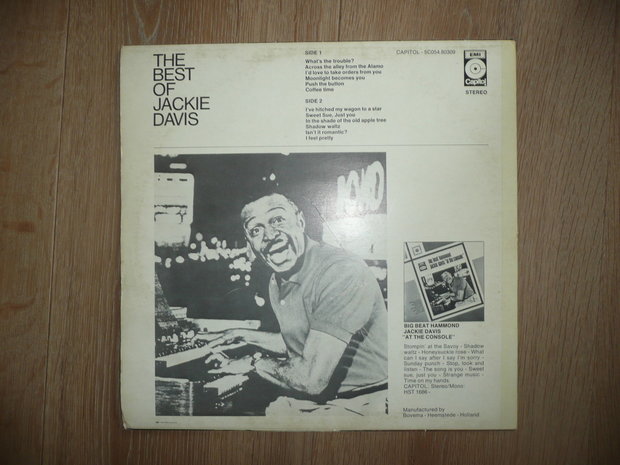 THE
BEST
OF
JACKIE
DAVIS
SIDE 1
What's the trouble?
Across the alley from the Alamo
I'd love to take orders from you
Moonlight becomes you
Push the button
Coffee time
SIDE 2
I've hitched my wagon to a star
Sweet Sue, Just you
In the shade of the old apple tree
Shadow waltz
Isn't it romantic?
I feel pretty
CAPITOL - 5C054.80309
EMI
Capitol
STEREO
BIG BEAT HAMMOND
JACKIE DAVIS
"AT THE CONSOLE"
Stompin' at the Savoy - Shadow
waltz - Honeysuckle rose - What
can I say after I say I'm sorry -
Sunday punch - Stop, look and
listen - The song is you - Sweet
sue, just you - Strange music -
Time on my hands
CAPITOL, Stereo/Mono:
HST 1686 -
Manufactured by
Bovema - Heemstede - Holland